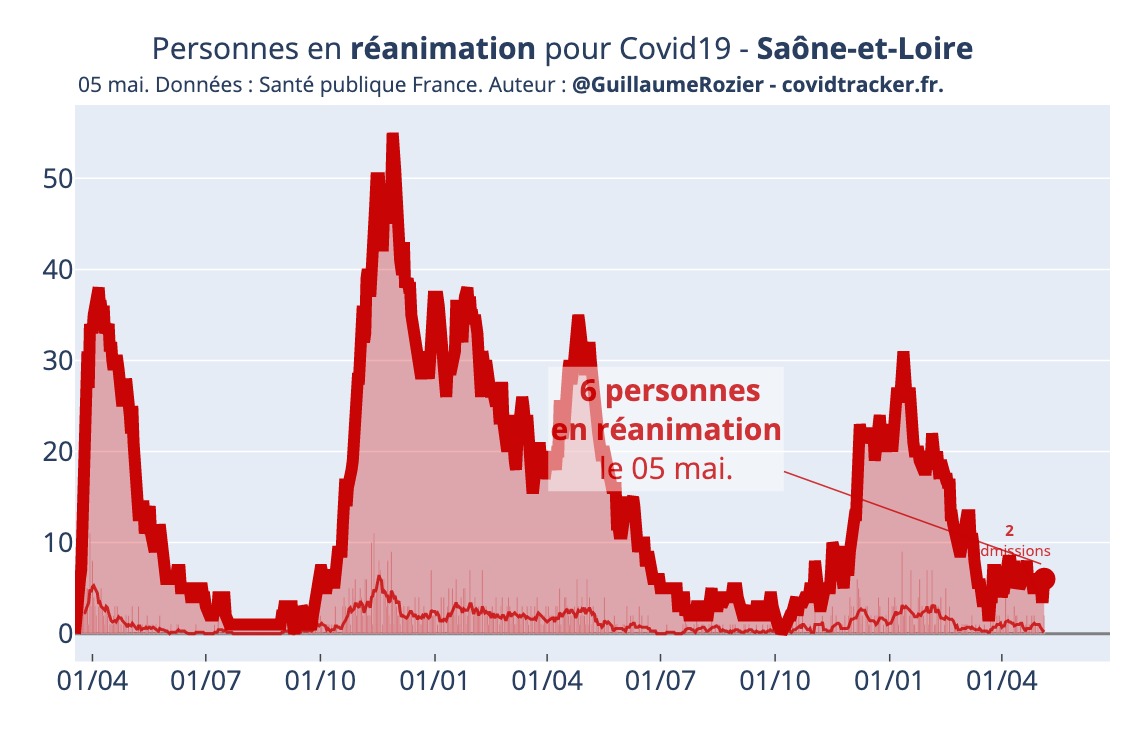 Personnes en réanimation pour Covid19 - Saône-et-Loire
05 mai. Données : Santé publique France. Auteur : @GuillaumeRozier - covidtracker.fr.
50
40
30
20
10
0
6 personnes
en réanimation
le 05 mai.
2
dmissions
01/04 01/07 01/10 01/01 01/04 01/07 01/10 01/01 01/04